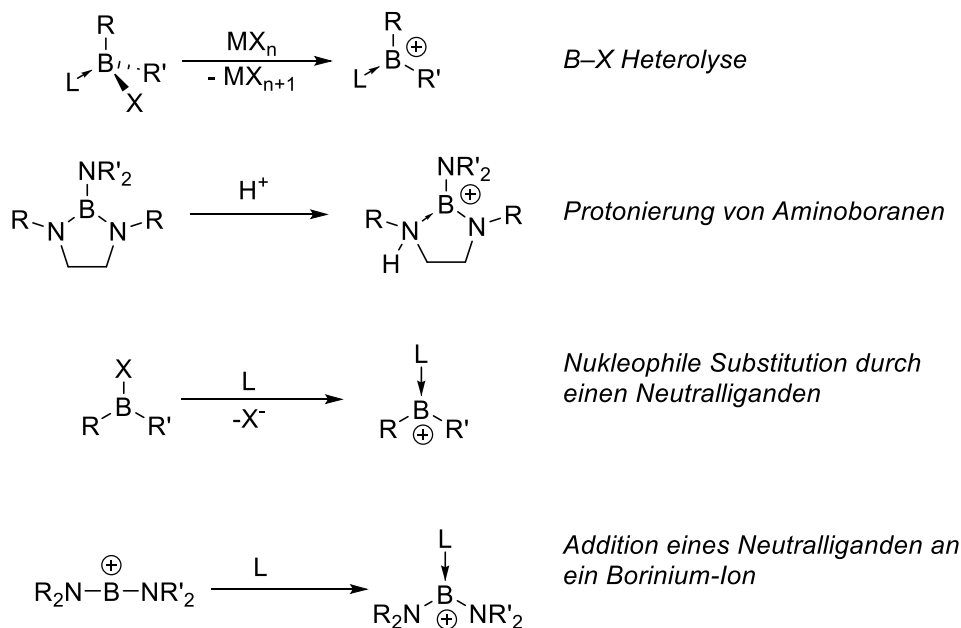 R
B
L
R'
X
MXn
- MXn+1
R
B
⊕
L
R'
B–X Heterolyse
NR'2
B
R
N
N
R
H+
NR'2
B
⊕
R
N
N
R
H
Protonierung von Aminoboranen
X
B
R
R'
L
-X-
L
B
R
R'
⊕
Nukleophile Substitution durch
einen Neutralliganden
⊕
R2N–B–NR'2
L
L
B
R2N
⊕
NR'2
Addition eines Neutralliganden an
ein Borinium-Ion